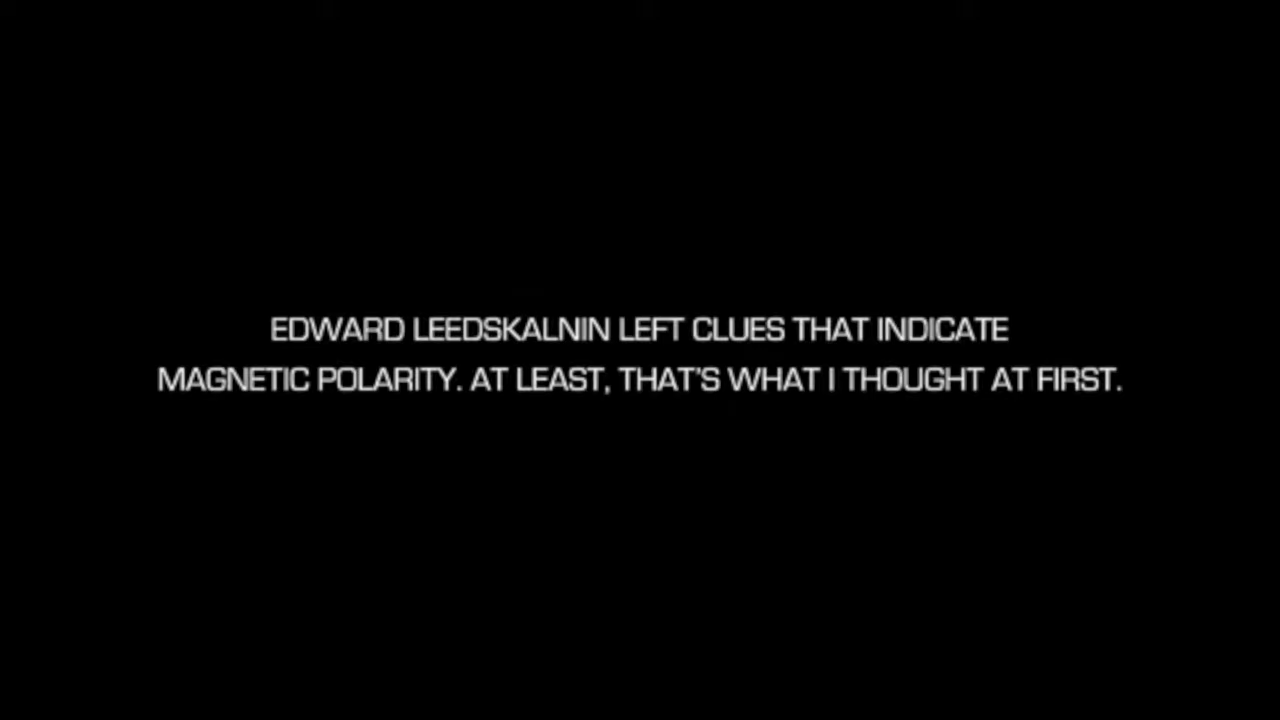 EDWARD LEEDSKALNIN LEFT CLUES THAT INDICATE
MAGNETIC POLARITY. AT LEAST, THAT'S WHAT I THOUGHT AT FIRST.